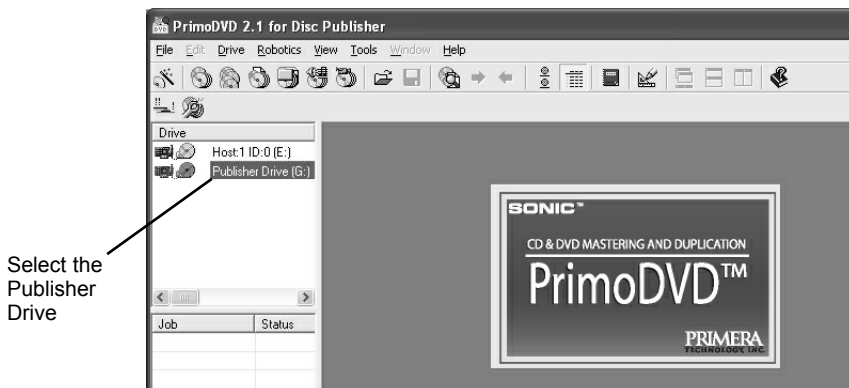 PrimoDVD 2.1 for Disc Publisher
File Edit Drive Robotics View Tools Window Help
Drive
Host:1 ID:0 (E:)
Publisher Drive (G:)
Select the
Publisher
Drive
Job Status
SONIC™
CD & DVD MASTERING AND DUPLICATION
PrimoDVD™
PRIMERA
TECHNOLOGY, INC.